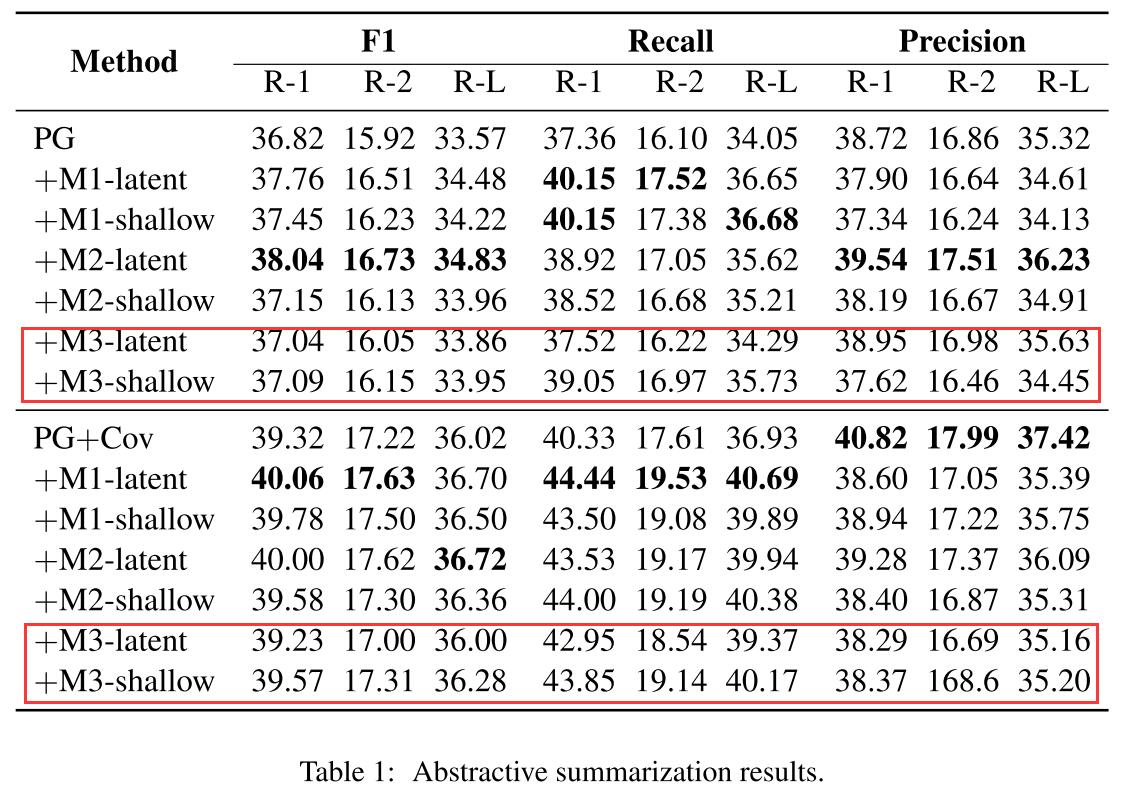 Method F1 Recall Precision
R-1 R-2 R-L R-1 R-2 R-L R-1 R-2 R-L
PG 36.82 15.92 33.57 37.36 16.10 34.05 38.72 16.86 35.32
+M1-latent 37.76 16.51 34.48 40.15 17.52 36.65 37.90 16.64 34.61
+M1-shallow 37.45 16.23 34.22 40.15 17.38 36.68 37.34 16.24 34.13
+M2-latent 38.04 16.73 34.83 38.92 17.05 35.62 39.54 17.51 36.23
+M2-shallow 37.15 16.13 33.96 38.52 16.68 35.21 38.19 16.67 34.91
+M3-latent 37.04 16.05 33.86 37.52 16.22 34.29 38.95 16.98 35.63
+M3-shallow 37.09 16.15 33.95 39.05 16.97 35.73 37.62 16.46 34.45
PG+Cov 39.32 17.22 36.02 40.33 17.61 36.93 40.82 17.99 37.42
+M1-latent 40.06 17.63 36.70 44.44 19.53 40.69 38.60 17.05 35.39
+M1-shallow 39.78 17.50 36.50 43.50 19.08 39.89 38.94 17.22 35.75
+M2-latent 40.00 17.62 36.72 43.53 19.17 39.94 39.28 17.37 36.09
+M2-shallow 39.58 17.30 36.36 44.00 19.19 40.38 38.40 16.87 35.31
+M3-latent 39.23 17.00 36.00 42.95 18.54 39.37 38.29 16.69 35.16
+M3-shallow 39.57 17.31 36.28 43.85 19.14 40.17 38.37 168.6 35.20
Table 1: Abstractive summarization results.